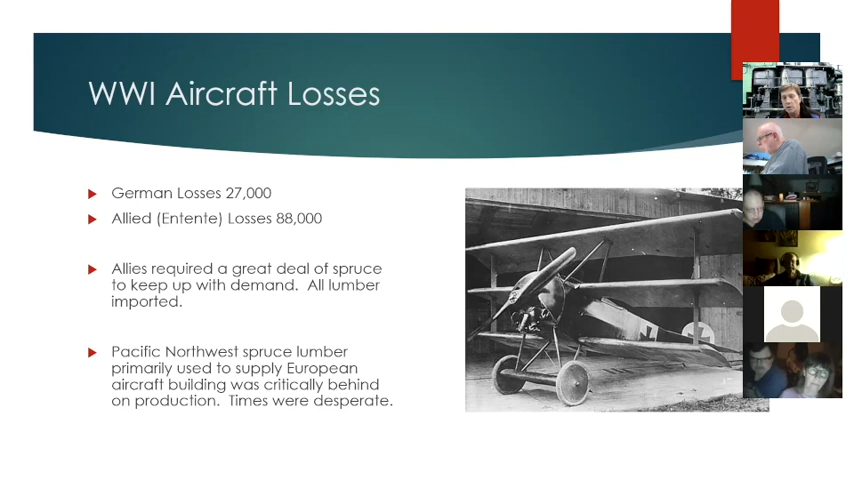 WWI Aircraft Losses
German Losses 27,000
Allied (Entente) Losses 88,000
Allies required a great deal of spruce
to keep up with demand. All lumber
imported.
Pacific Northwest spruce lumber
primarily used to supply European
aircraft building was critically behind
on production. Times were desperate.